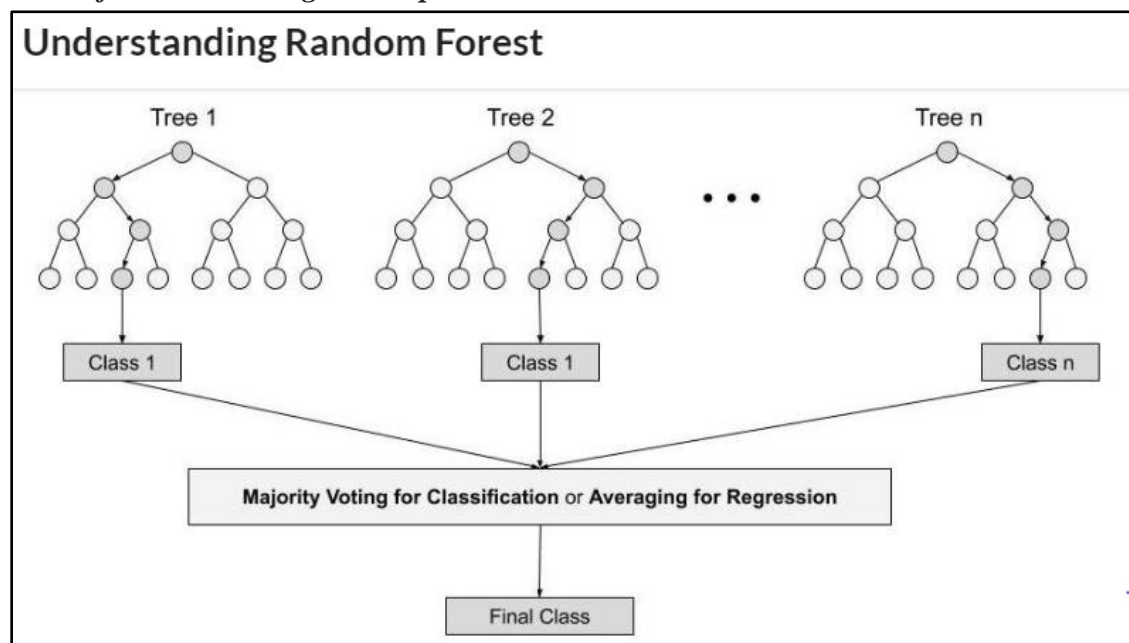 Understanding Random Forest
Tree 1 Tree 2 Tree n
Class 1 Class 1 Class n
Majority Voting for Classification or Averaging for Regression
Final Class